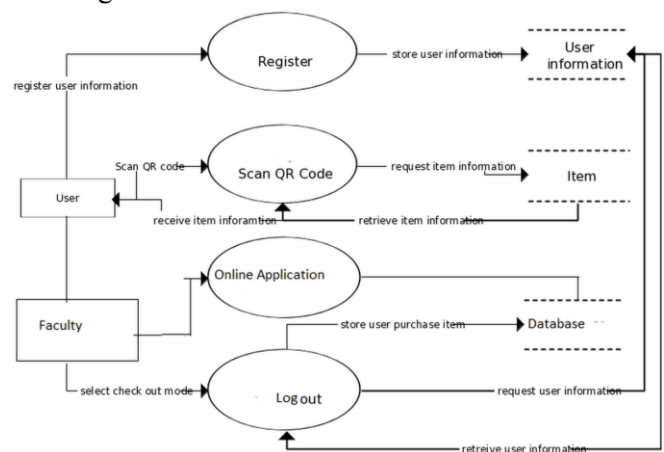 Register
store user information
User
information
register user information
Scan QR code
Scan QR Code
request item information
Item
User
receive item inforamtion
retrieve item information
Online Application
Faculty
store user purchase item
Database
select check out mode
Log out
request user information
retreive user information